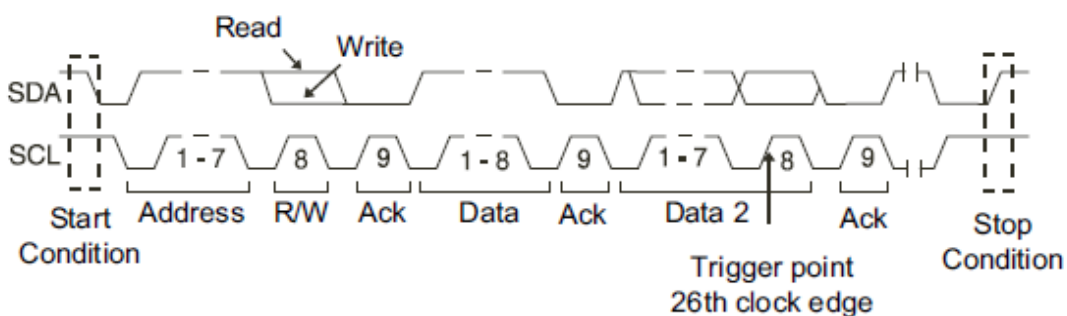 Read
Write
SDA
SCL
1 - 7
8
9
1 - 8
9
1 - 7
8
9
Start
Condition
Address
R/W
Ack
Data
Ack
Data 2
Ack
Stop
Condition
Trigger point
26th clock edge